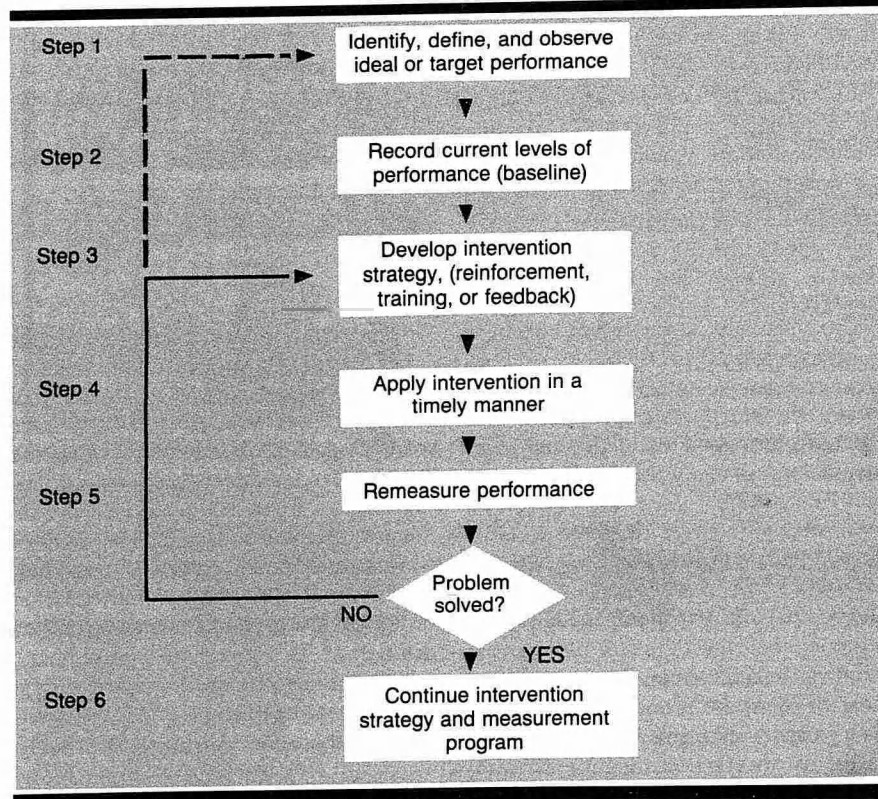 Step 1
Identify, define, and observe
ideal or target performance
Step 2
Record current levels of
performance (baseline)
Step 3
Develop intervention
strategy, (reinforcement,
training, or feedback)
Step 4
Apply intervention in a
timely manner
Step 5
Remeasure performance
Problem
solved?
NO
YES
Step 6
Continue intervention
strategy and measurement
program